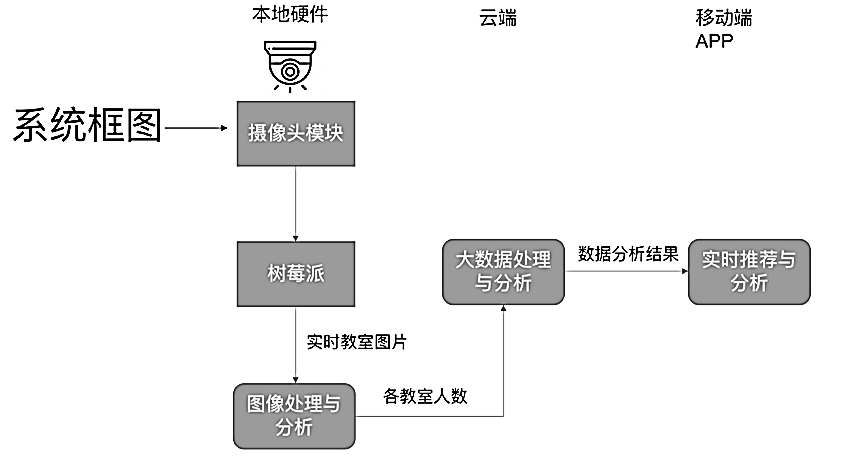 本地硬件
云端
移动端
APP
系统框图
摄像头模块
树莓派
大数据处理
与分析
数据分析结果
实时推荐与
分析
实时教室图片
图像处理与
分析
各教室人数